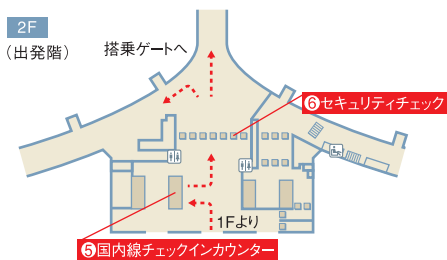 2F
(出発階)
搭乗ゲートへ
❻セキュリティチェック
1Fより
❺国内線チェックインカウンター